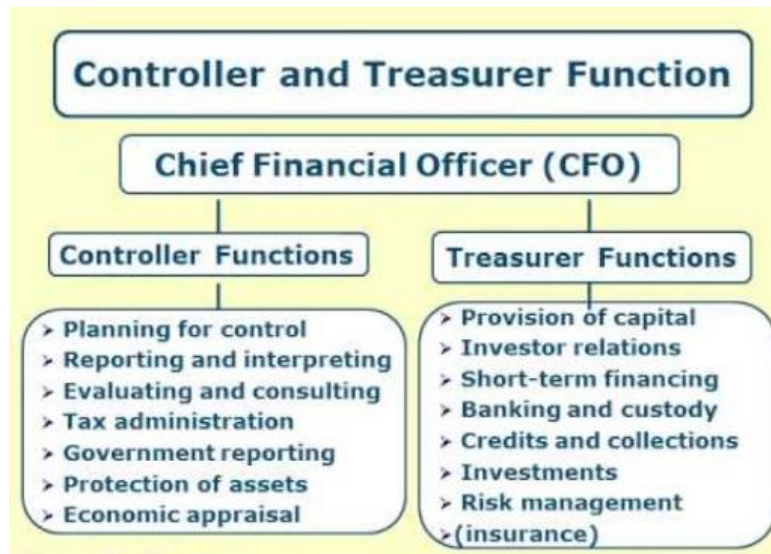 Controller and Treasurer Function
Chief Financial Officer (CFO)
Controller Functions
➢ Planning for control
➢ Reporting and interpreting
➢ Evaluating and consulting
➢ Tax administration
➢ Government reporting
➢ Protection of assets
➢ Economic appraisal
Treasurer Functions
➢ Provision of capital
➢ Investor relations
➢ Short-term financing
➢ Banking and custody
➢ Credits and collections
➢ Investments
➢ Risk management
➢ (insurance)